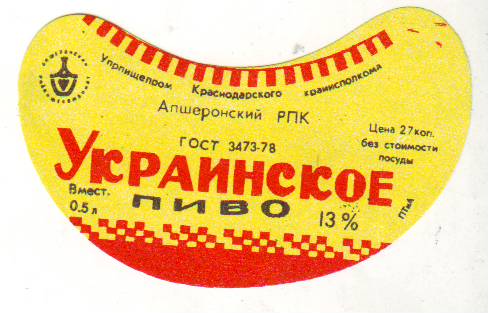 Упрпищепром Краснодарского крайисполкома
Апшеронский РПК
ГОСТ 3473-78
Цена 27 коп.
без стоимости
посуды
УКРАИНСКОЕ
Вмест.
0.5 л
ПИВО
13 %